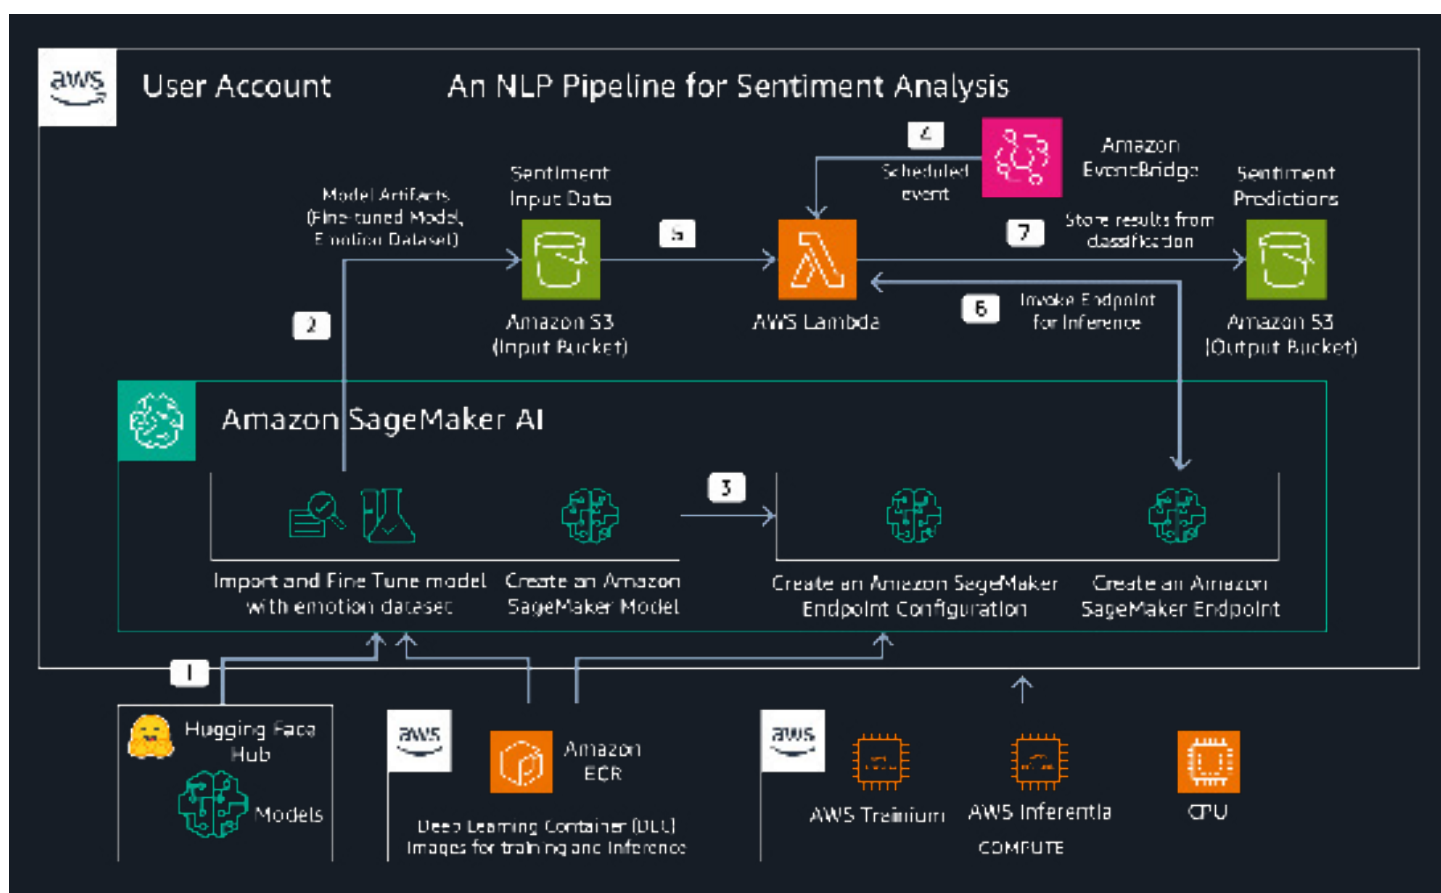 aws
User Account
An NLP Pipeline for Sentiment Analysis
4
Scheduled
event
Amazon
EventBridge
Model Artifacts
(Fine-tuned Model,
Emotion Dataset)
Sentiment
Input Data
5
7
Store results from
classification
Sentiment
Predictions
2
Amazon S3
(Input Bucket)
AWS Lambda
6
Invoke Endpoint
for Inference
Amazon S3
(Output Bucket)
Amazon SageMaker AI
3
Import and Fine Tune model
with emotion dataset
Create an Amazon
SageMaker Model
Create an Amazon SageMaker
Endpoint Configuration
Create an Amazon
SageMaker Endpoint
1
Hugging Face
Hub
Models
aws
Amazon
ECR
Deep Learning Container (DLC)
Images for training and Inference
aws
AWS Trainium
AWS Inferentia
CPU
COMPUTE